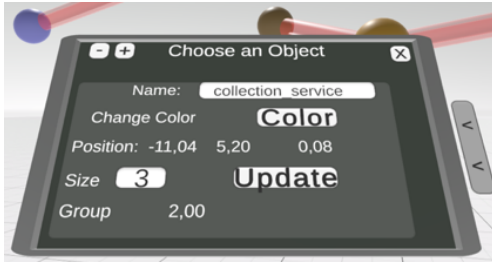 - + Choose an Object X
Name: collection_service
Change Color Color
Position: -11,04 5,20 0,08
Size 3 Update
Group 2,00
<
<